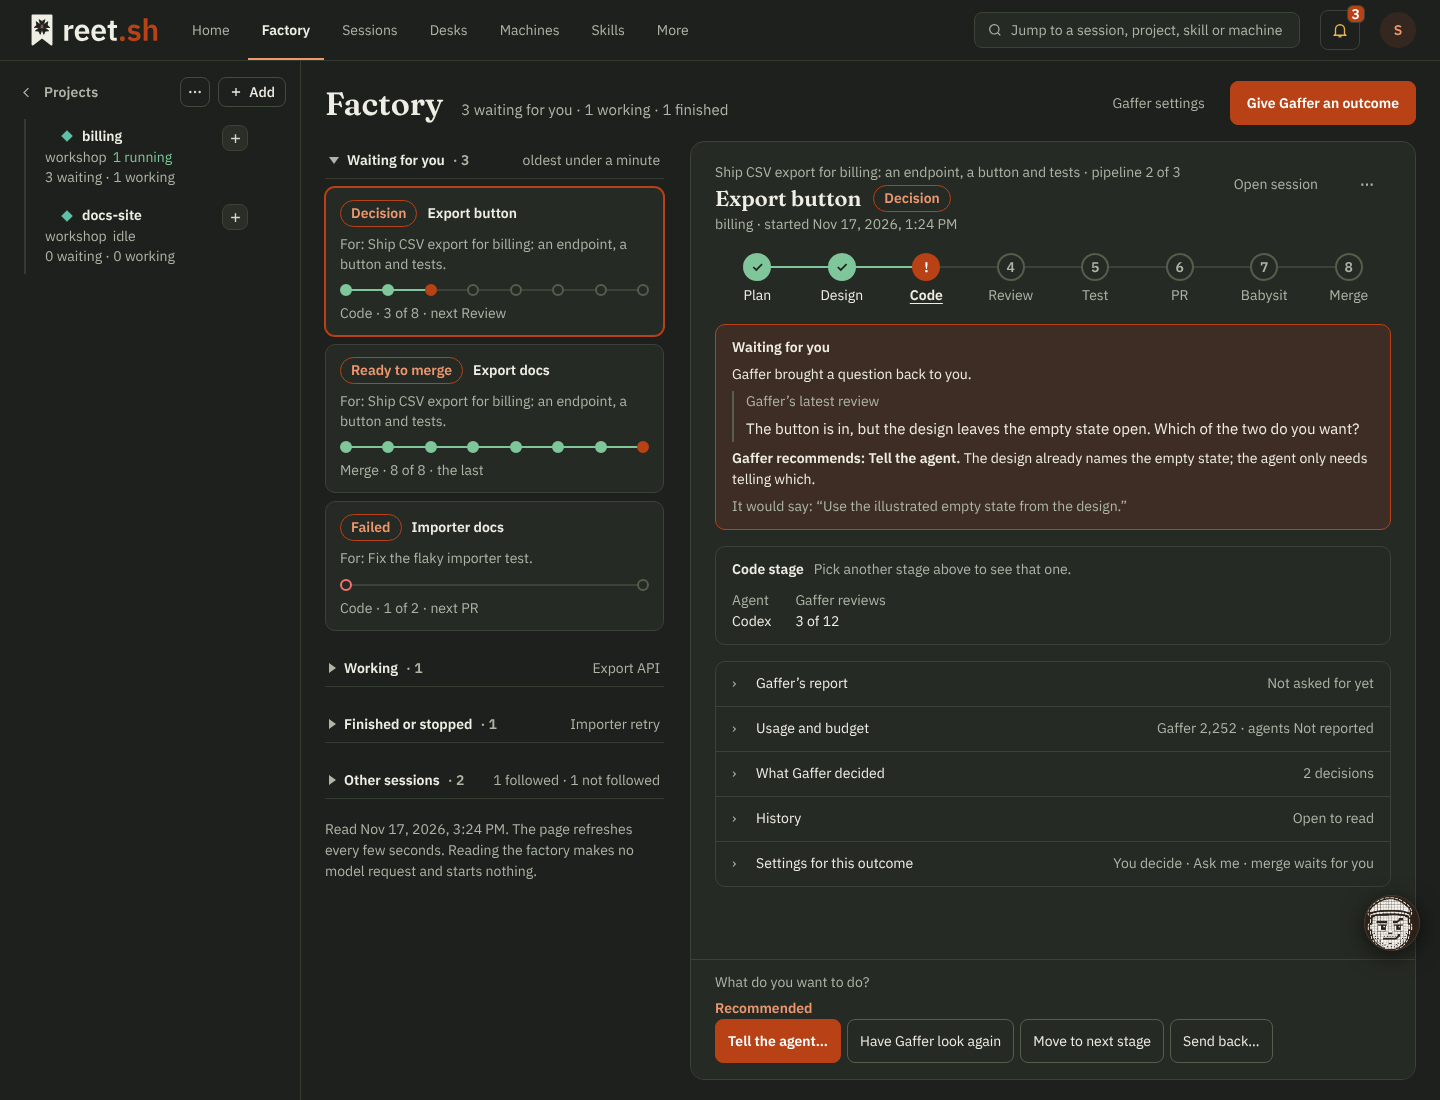 reet.sh
Home
Factory
Sessions
Desks
Machines
Skills
More
Jump to a session, project, skill or machine
3
S
Projects
···
+ Add
billing
+
workshop 1 running
3 waiting · 1 working
docs-site
+
workshop idle
0 waiting · 0 working
Factory
3 waiting for you · 1 working · 1 finished
Gaffer settings
Give Gaffer an outcome
Waiting for you · 3
oldest under a minute
Decision Export button
For: Ship CSV export for billing: an endpoint, a
button and tests.
Code · 3 of 8 · next Review
Ready to merge Export docs
For: Ship CSV export for billing: an endpoint, a
button and tests.
Merge · 8 of 8 · the last
Failed Importer docs
For: Fix the flaky importer test.
Code · 1 of 2 · next PR
Working · 1
Export API
Finished or stopped · 1
Importer retry
Other sessions · 2
1 followed · 1 not followed
Read Nov 17, 2026, 3:24 PM. The page refreshes
every few seconds. Reading the factory makes no
model request and starts nothing.
Ship CSV export for billing: an endpoint, a button and tests · pipeline 2 of 3
Export button Decision
billing · started Nov 17, 2026, 1:24 PM
Open session
···
! 4 5 6 7 8
Plan Design Code Review Test PR Babysit Merge
Waiting for you
Gaffer brought a question back to you.
Gaffer’s latest review
The button is in, but the design leaves the empty state open. Which of the two do you want?
Gaffer recommends: Tell the agent. The design already names the empty state; the agent only needs
telling which.
It would say: “Use the illustrated empty state from the design.”
Code stage Pick another stage above to see that one.
Agent Gaffer reviews
Codex 3 of 12
› Gaffer’s report
Not asked for yet
› Usage and budget
Gaffer 2,252 · agents Not reported
› What Gaffer decided
2 decisions
› History
Open to read
› Settings for this outcome
You decide · Ask me · merge waits for you
What do you want to do?
Recommended
Tell the agent…
Have Gaffer look again
Move to next stage
Send back…